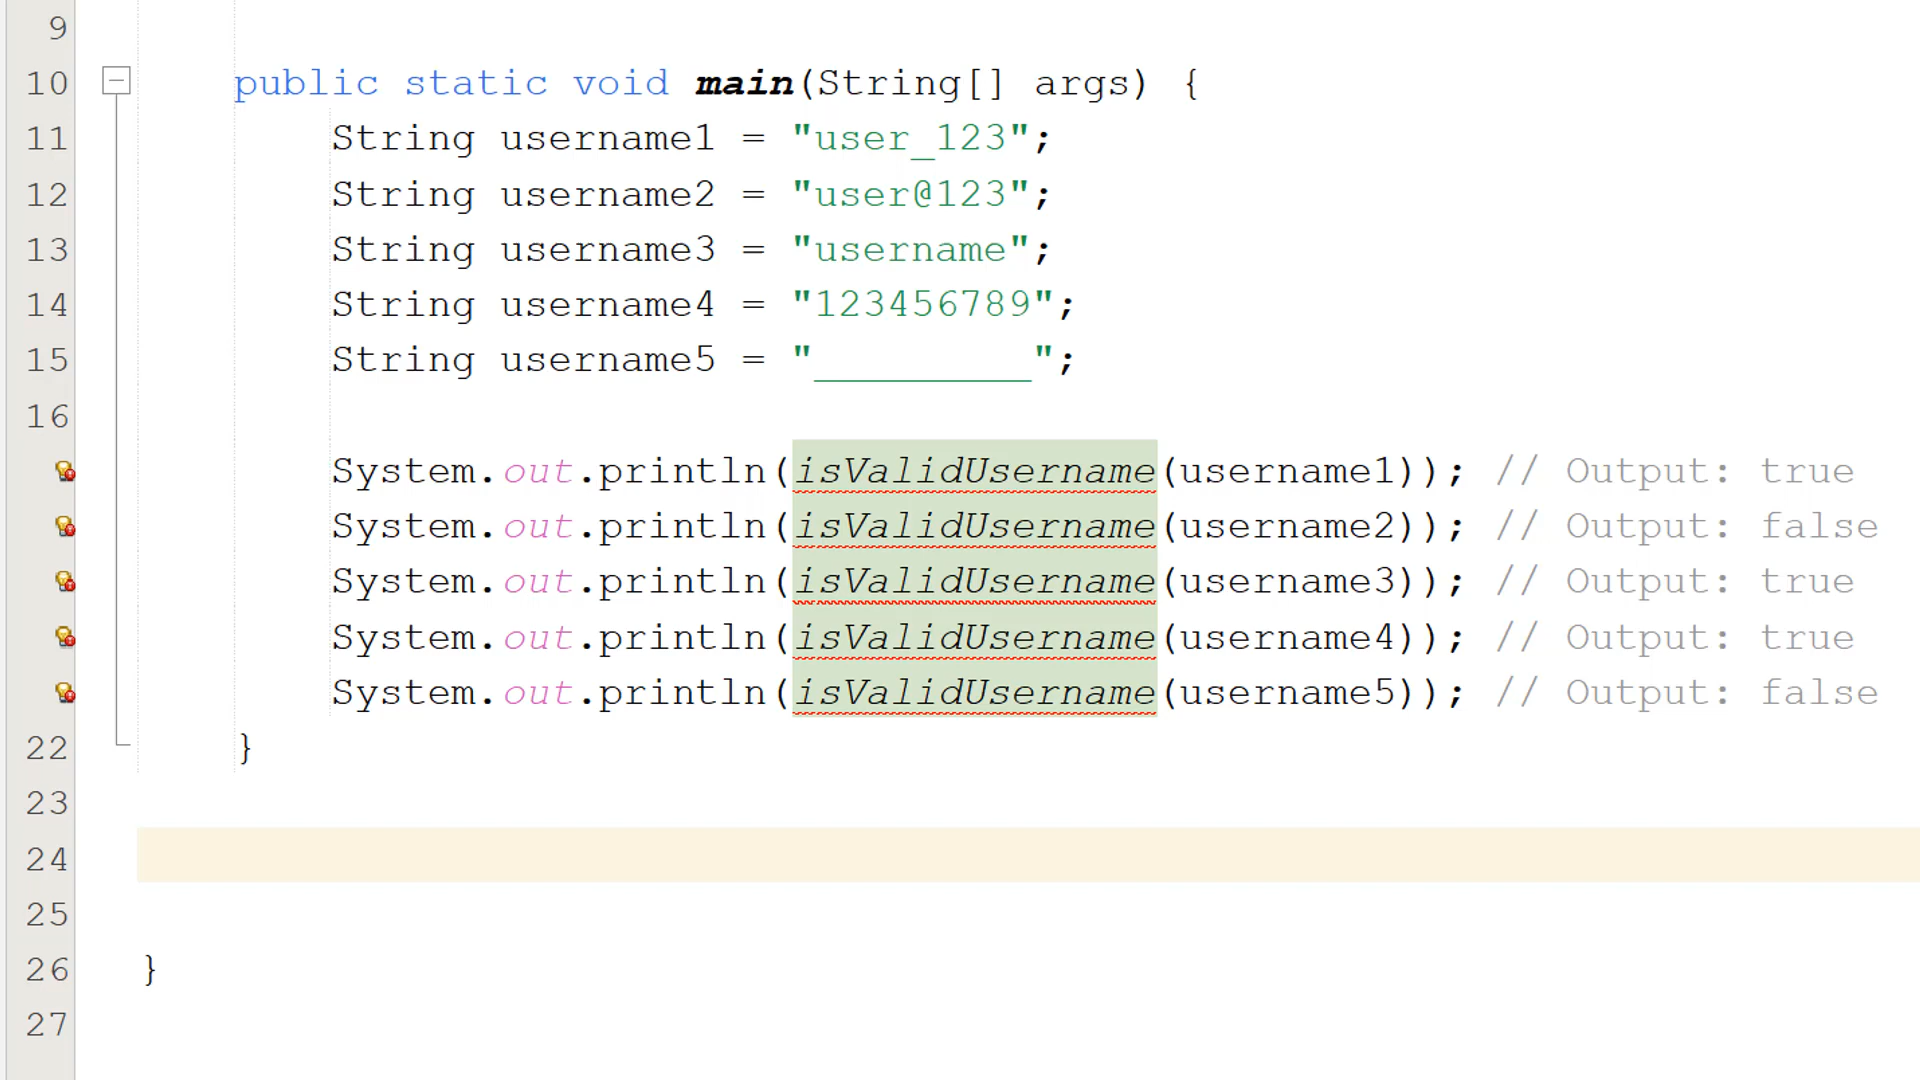 9
10 public static void main(String[] args) {
11 String username1 = "user_123";
12 String username2 = "user@123";
13 String username3 = "username";
14 String username4 = "123456789";
15 String username5 = "_________";
16
System.out.println(isValidUsername(username1)); // Output: true
System.out.println(isValidUsername(username2)); // Output: false
System.out.println(isValidUsername(username3)); // Output: true
System.out.println(isValidUsername(username4)); // Output: true
System.out.println(isValidUsername(username5)); // Output: false
22 }
23
24
25
26 }
27